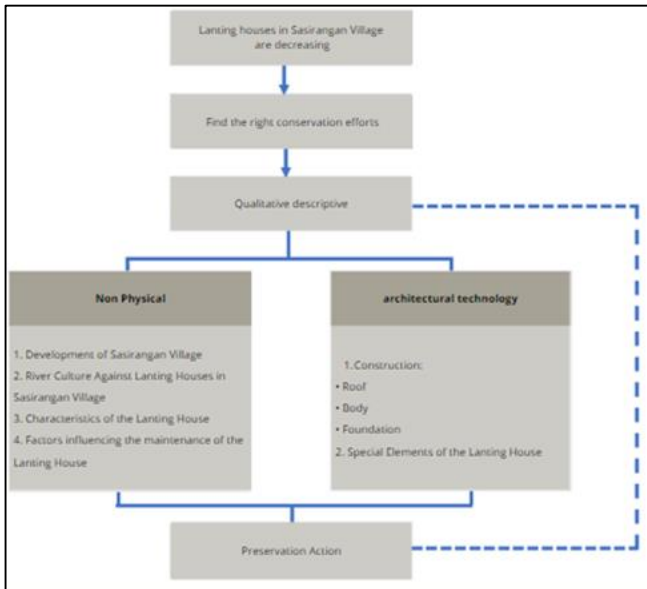 Lanting houses in Sasirangan Village
are decreasing
Find the right conservation efforts
Qualitative descriptive
Non Physical
1. Development of Sasirangan Village
2. River Culture Against Lanting Houses in
Sasirangan Village
3. Characteristics of the Lanting House
4. Factors influencing the maintenance of the
Lanting House
architectural technology
1.Construction:
• Roof
• Body
• Foundation
2. Special Elements of the Lanting House
Preservation Action